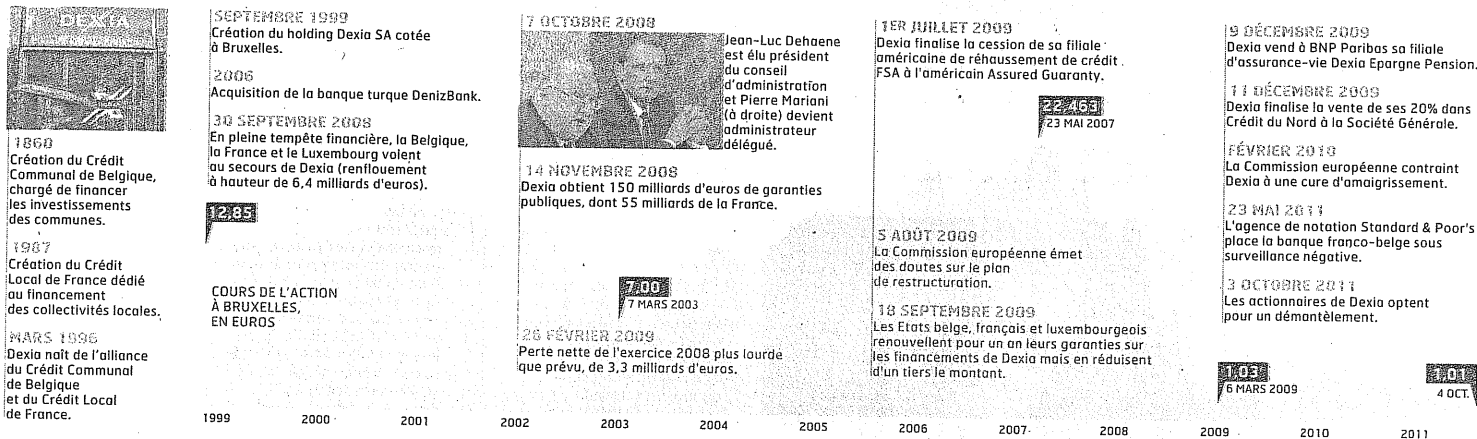 DEXIA
1860
Création du Crédit
Communal de Belgique,
chargé de financer
les investissements
des communes.
1987
Création du Crédit
Local de France dédié
au financement
des collectivités locales.
MARS 1996
Dexia naît de l'alliance
du Crédit Communal
de Belgique
et du Crédit Local
de France.
SEPTEMBRE 1999
Création du holding Dexia SA cotée
à Bruxelles.
2006
Acquisition de la banque turque DenizBank.
30 SEPTEMBRE 2008
En pleine tempête financière, la Belgique,
la France et le Luxembourg volent
au secours de Dexia (renflouement
à hauteur de 6,4 milliards d'euros).
12.85
COURS DE L'ACTION
À BRUXELLES,
EN EUROS
7 OCTOBRE 2008
Jean-Luc Dehaene
est élu président
du conseil
d'administration
et Pierre Mariani
(à droite) devient
administrateur
délégué.
14 NOVEMBRE 2008
Dexia obtient 150 milliards d'euros de garanties
publiques, dont 55 milliards de la France.
7.00
7 MARS 2003
26 FÉVRIER 2009
Perte nette de l'exercice 2008 plus lourde
que prévu, de 3,3 milliards d'euros.
1ER JUILLET 2009
Dexia finalise la cession de sa filiale
américaine de réhaussement de crédit
FSA à l'américain Assured Guaranty.
22.463
23 MAI 2007
5 AOÛT 2009
La Commission européenne émet
des doutes sur le plan
de restructuration.
18 SEPTEMBRE 2009
Les Etats belge, français et luxembourgeois
renouvellent pour un an leurs garanties sur
les financements de Dexia mais en réduisent
d'un tiers le montant.
9 DÉCEMBRE 2009
Dexia vend à BNP Paribas sa filiale
d'assurance-vie Dexia Epargne Pension.
11 DÉCEMBRE 2009
Dexia finalise la vente de ses 20% dans
Crédit du Nord à la Société Générale.
FÉVRIER 2010
La Commission européenne contraint
Dexia à une cure d'amaigrissement.
23 MAI 2011
L'agence de notation Standard & Poor's
place la banque franco-belge sous
surveillance négative.
3 OCTOBRE 2011
Les actionnaires de Dexia optent
pour un démantèlement.
1.03
6 MARS 2009
1.01
4 OCT.
1999 2000 2001 2002 2003 2004 2005 2006 2007 2008 2009 2010 2011